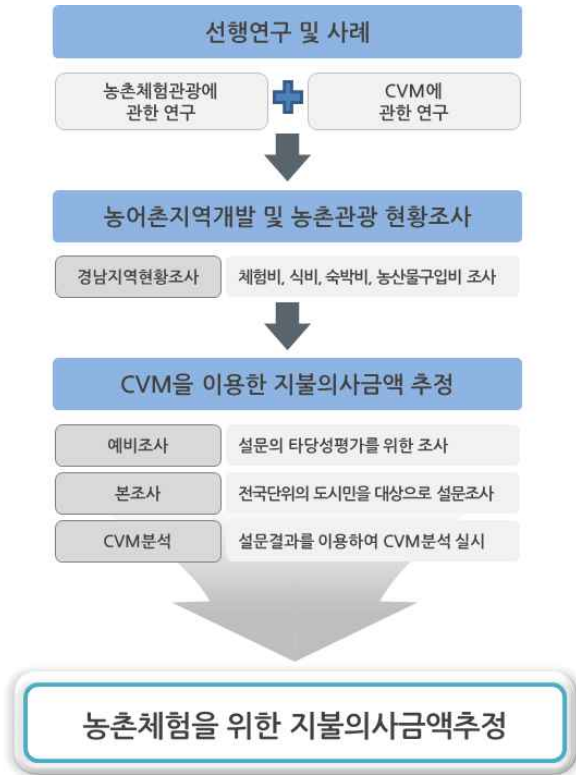 선행연구 및 사례
농촌체험관광에
관한 연구
CVM에
관한 연구
농어촌지역개발 및 농촌관광 현황조사
경남지역현황조사
체험비, 식비, 숙박비, 농산물구입비 조사
CVM을 이용한 지불의사금액 추정
예비조사
설문의 타당성평가를 위한 조사
본조사
전국단위의 도시민을 대상으로 설문조사
CVM분석
설문결과를 이용하여 CVM분석 실시
농촌체험을 위한 지불의사금액추정